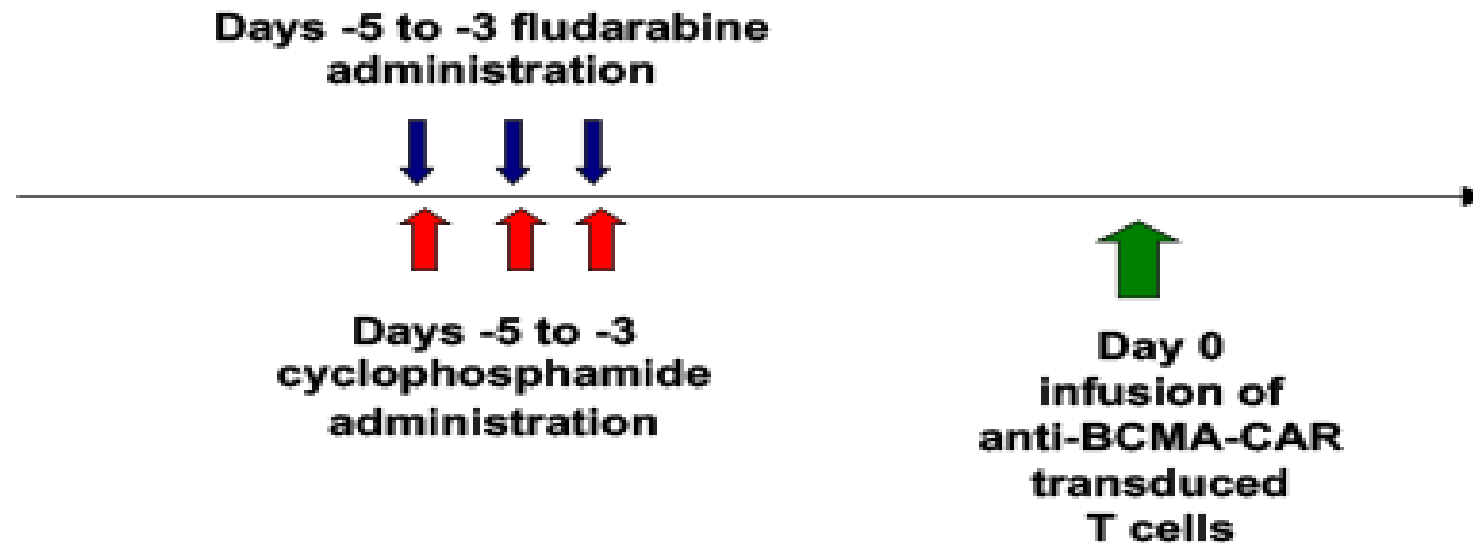 Days -5 to -3 fludarabine
administration
Days -5 to -3
cyclophosphamide
administration
Day 0
infusion of
anti-BCMA-CAR
transduced
T cells